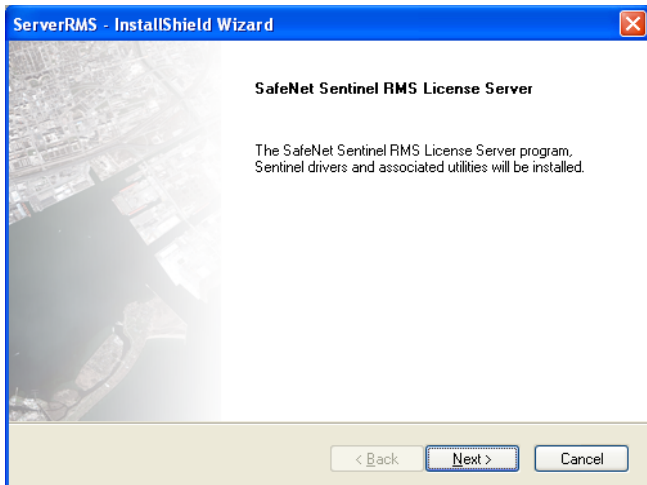 ServerRMS - InstallShield Wizard
SafeNet Sentinel RMS License Server
The SafeNet Sentinel RMS License Server program,
Sentinel drivers and associated utilities will be installed.
< Back
Next >
Cancel